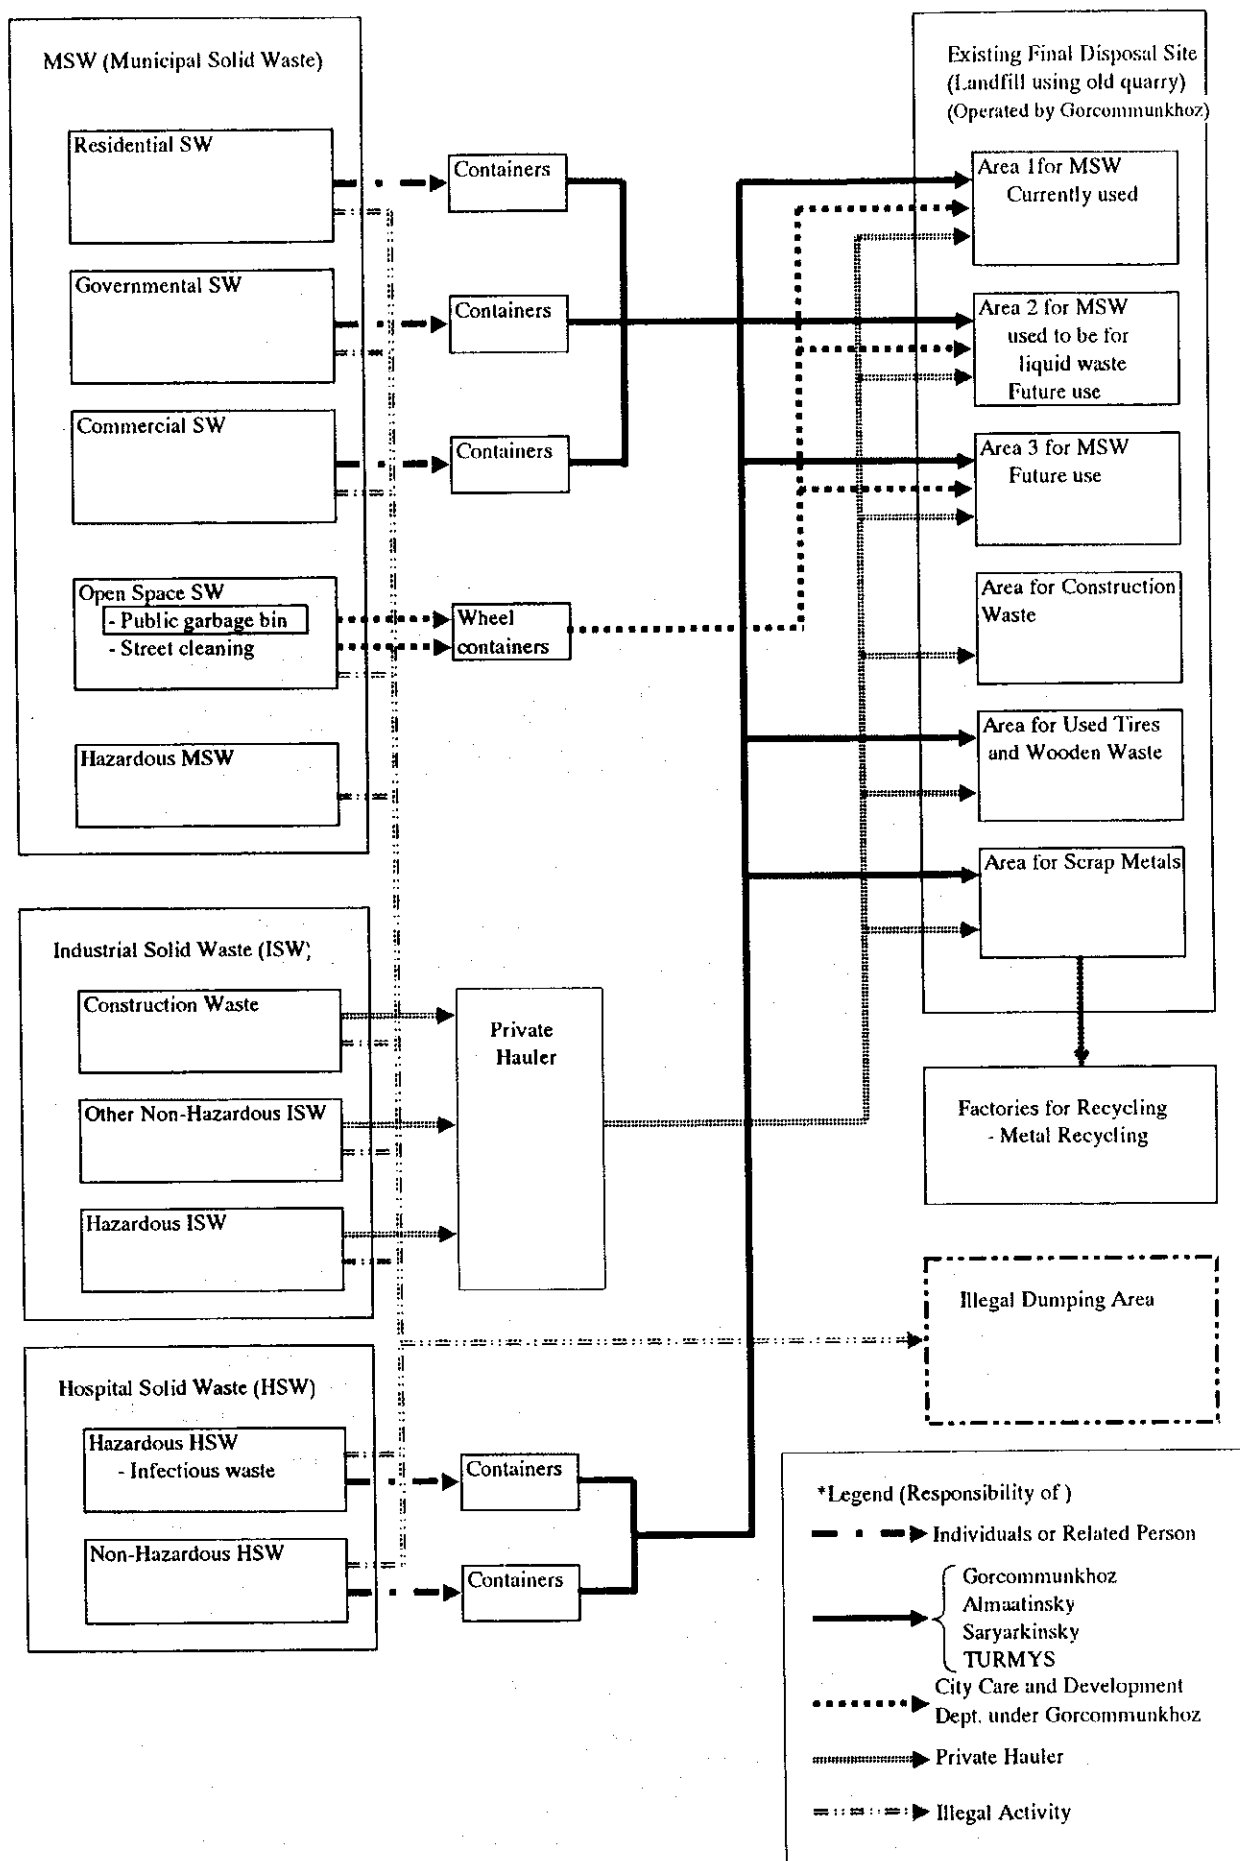 MSW (Municipal Solid Waste)
Residential SW
Governmental SW
Commercial SW
Open Space SW
- Public garbage bin
- Street cleaning
Hazardous MSW
Containers
Containers
Containers
Wheel
containers
Existing Final Disposal Site
(Landfill using old quarry)
(Operated by Gorcommunkhoz)
Area 1for MSW
Currently used
Area 2 for MSW
used to be for
liquid waste
Future use
Area 3 for MSW
Future use
Area for Construction
Waste
Area for Used Tires
and Wooden Waste
Area for Scrap Metals
Industrial Solid Waste (ISW)
Construction Waste
Other Non-Hazardous ISW
Hazardous ISW
Private
Hauler
Factories for Recycling
- Metal Recycling
Illegal Dumping Area
Hospital Solid Waste (HSW)
Hazardous HSW
- Infectious waste
Non-Hazardous HSW
Containers
Containers
*Legend (Responsibility of )
Individuals or Related Person
Gorcommunkhoz
Almaatinsky
Saryarkinsky
TURMYS
City Care and Development
Dept. under Gorcommunkhoz
Private Hauler
Illegal Activity